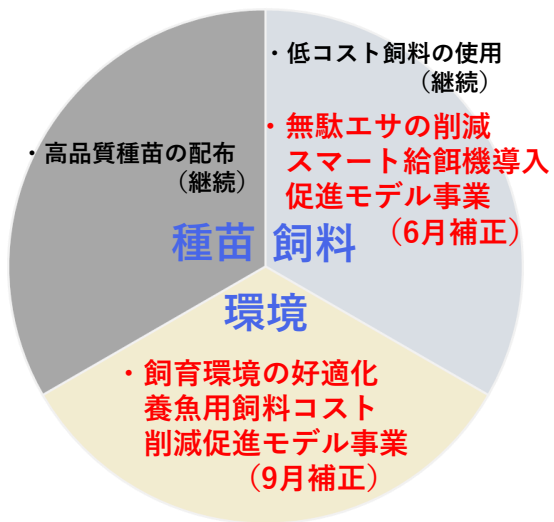 ・低コスト飼料の使用
（継続）
・無駄エサの削減
スマート給餌機導入
促進モデル事業
（6月補正）
・高品質種苗の配布
（継続）
種苗
飼料
環境
・飼育環境の好適化
養魚用飼料コスト
削減促進モデル事業
（9月補正）